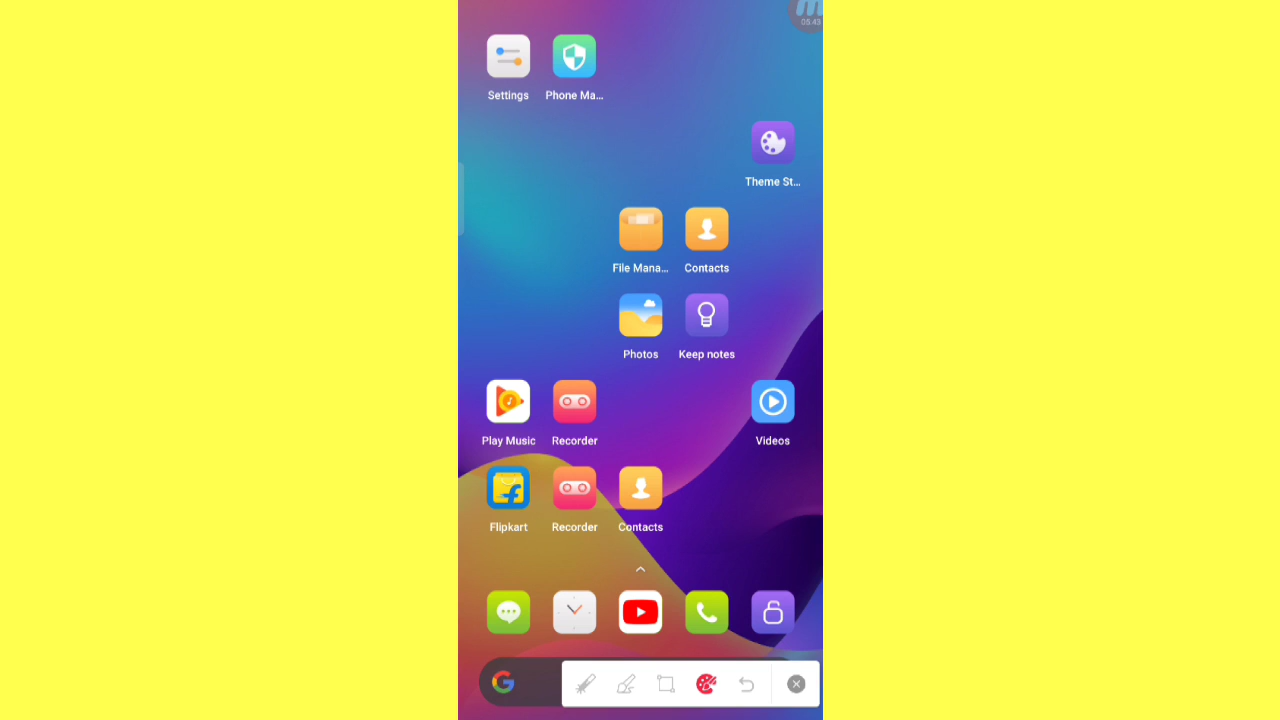 05:43
Settings
Phone Ma...
Theme St...
File Mana...
Contacts
Photos
Keep notes
Play Music
Recorder
Videos
Flipkart
Recorder
Contacts